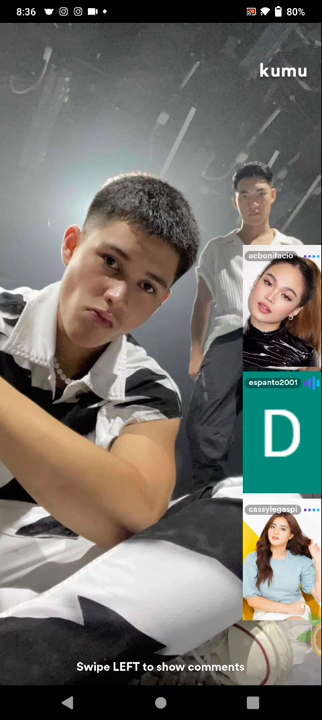 8:36
80%
kumu
acbonifacio
espanto2001
D
cassylegaspi
Swipe LEFT to show comments